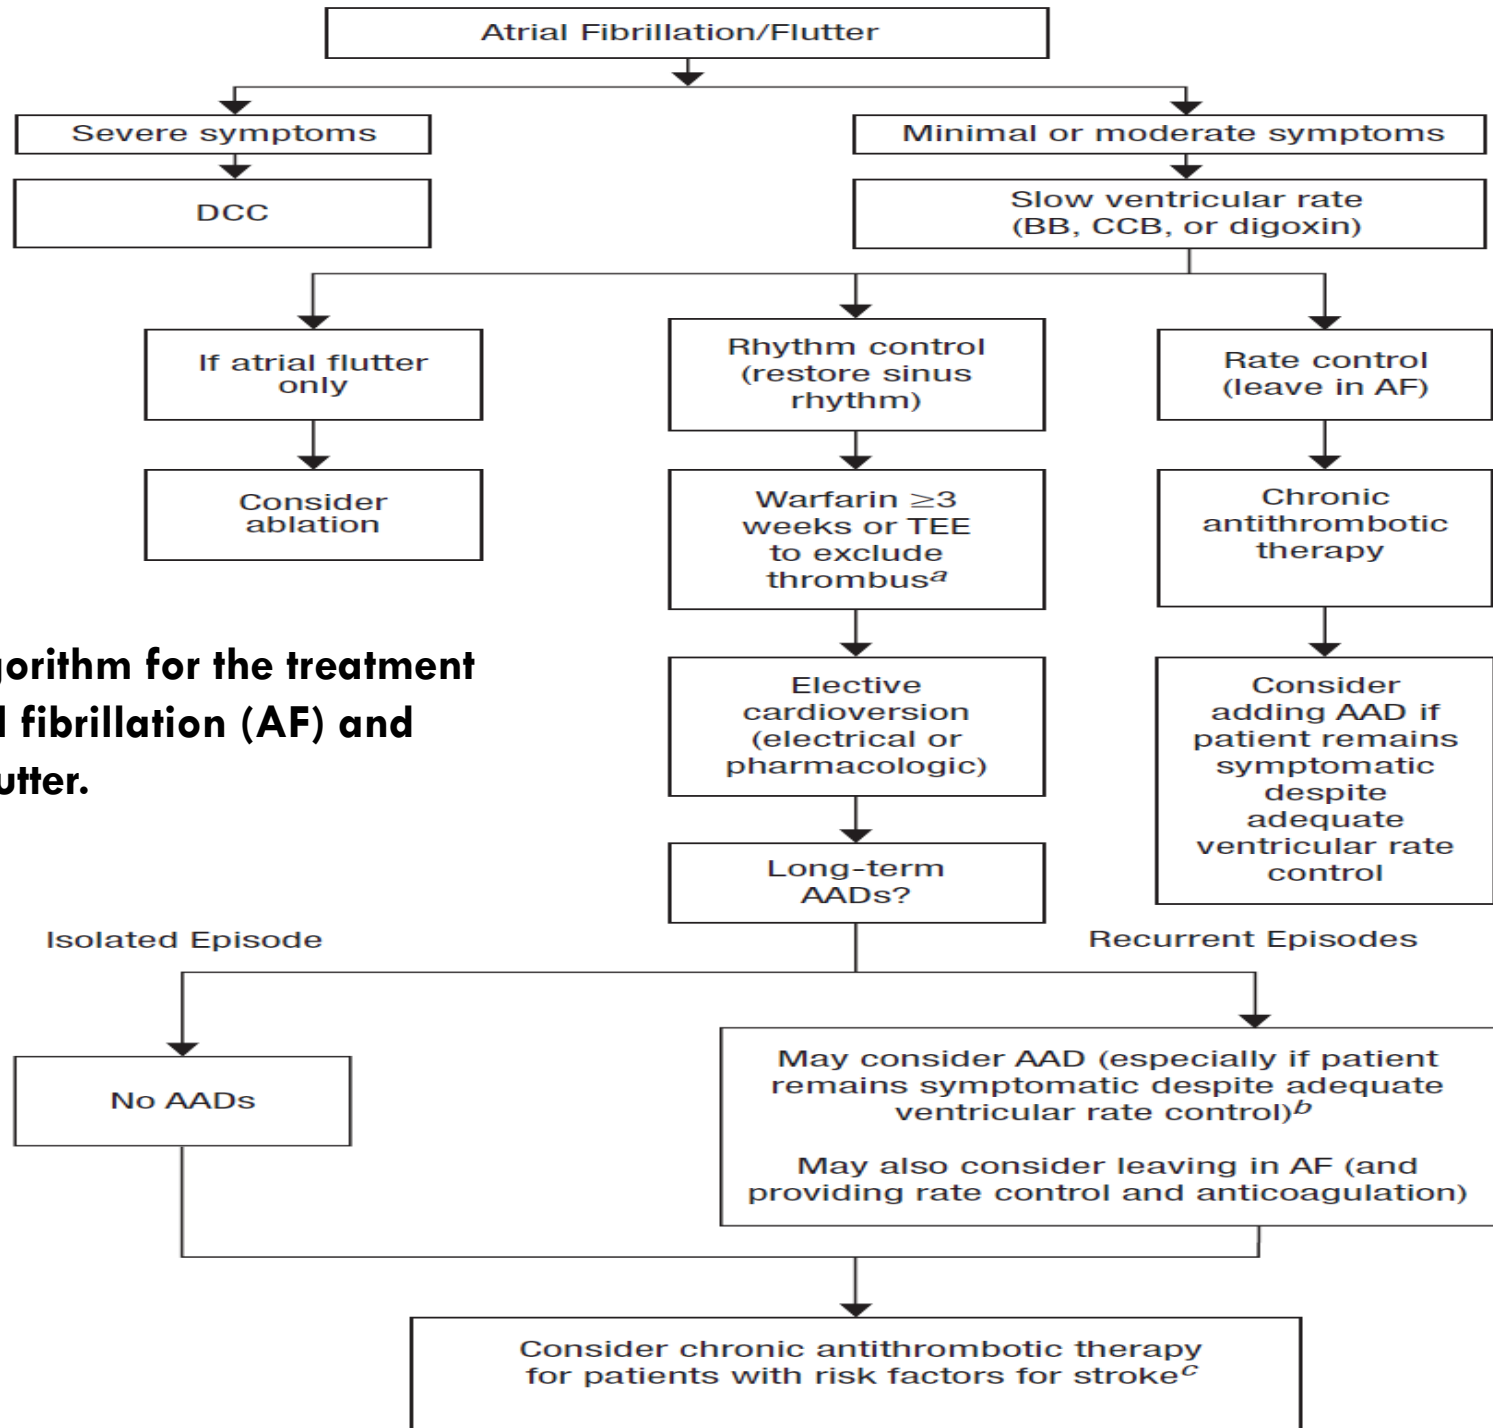 Atrial Fibrillation/Flutter
Severe symptoms
Minimal or moderate symptoms
DCC
Slow ventricular rate
(BB, CCB, or digoxin)
If atrial flutter
only
Rhythm control
(restore sinus
rhythm)
Rate control
(leave in AF)
Consider
ablation
Warfarin ≥3
weeks or TEE
to exclude
thrombusᵃ
Chronic
antithrombotic
therapy
gorithm for the treatment
l fibrillation (AF) and
utter.
Elective
cardioversion
(electrical or
pharmacologic)
Consider
adding AAD if
patient remains
symptomatic
despite
adequate
ventricular rate
control
Long-term
AADs?
Isolated Episode
Recurrent Episodes
No AADs
May consider AAD (especially if patient
remains symptomatic despite adequate
ventricular rate control)ᵇ
May also consider leaving in AF (and
providing rate control and anticoagulation)
Consider chronic antithrombotic therapy
for patients with risk factors for strokeᶜ